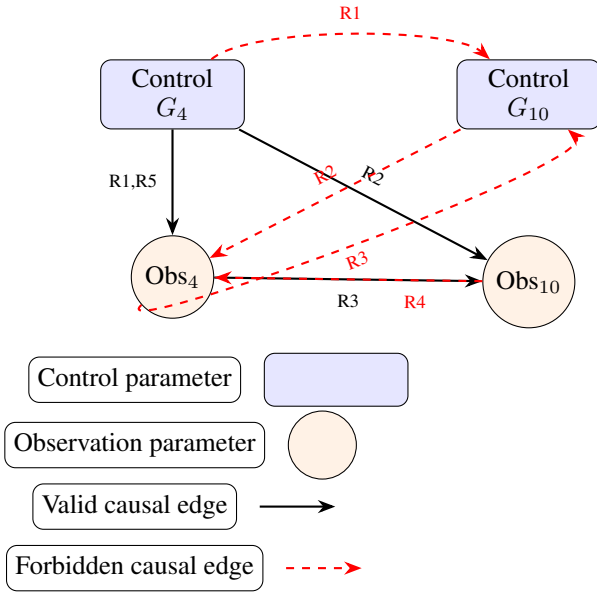 R1
Control
G₄
Control
G₁₀
R1,R5
R2
R2
R3
Obs₄
Obs₁₀
R3
R4
Control parameter
Observation parameter
Valid causal edge
Forbidden causal edge